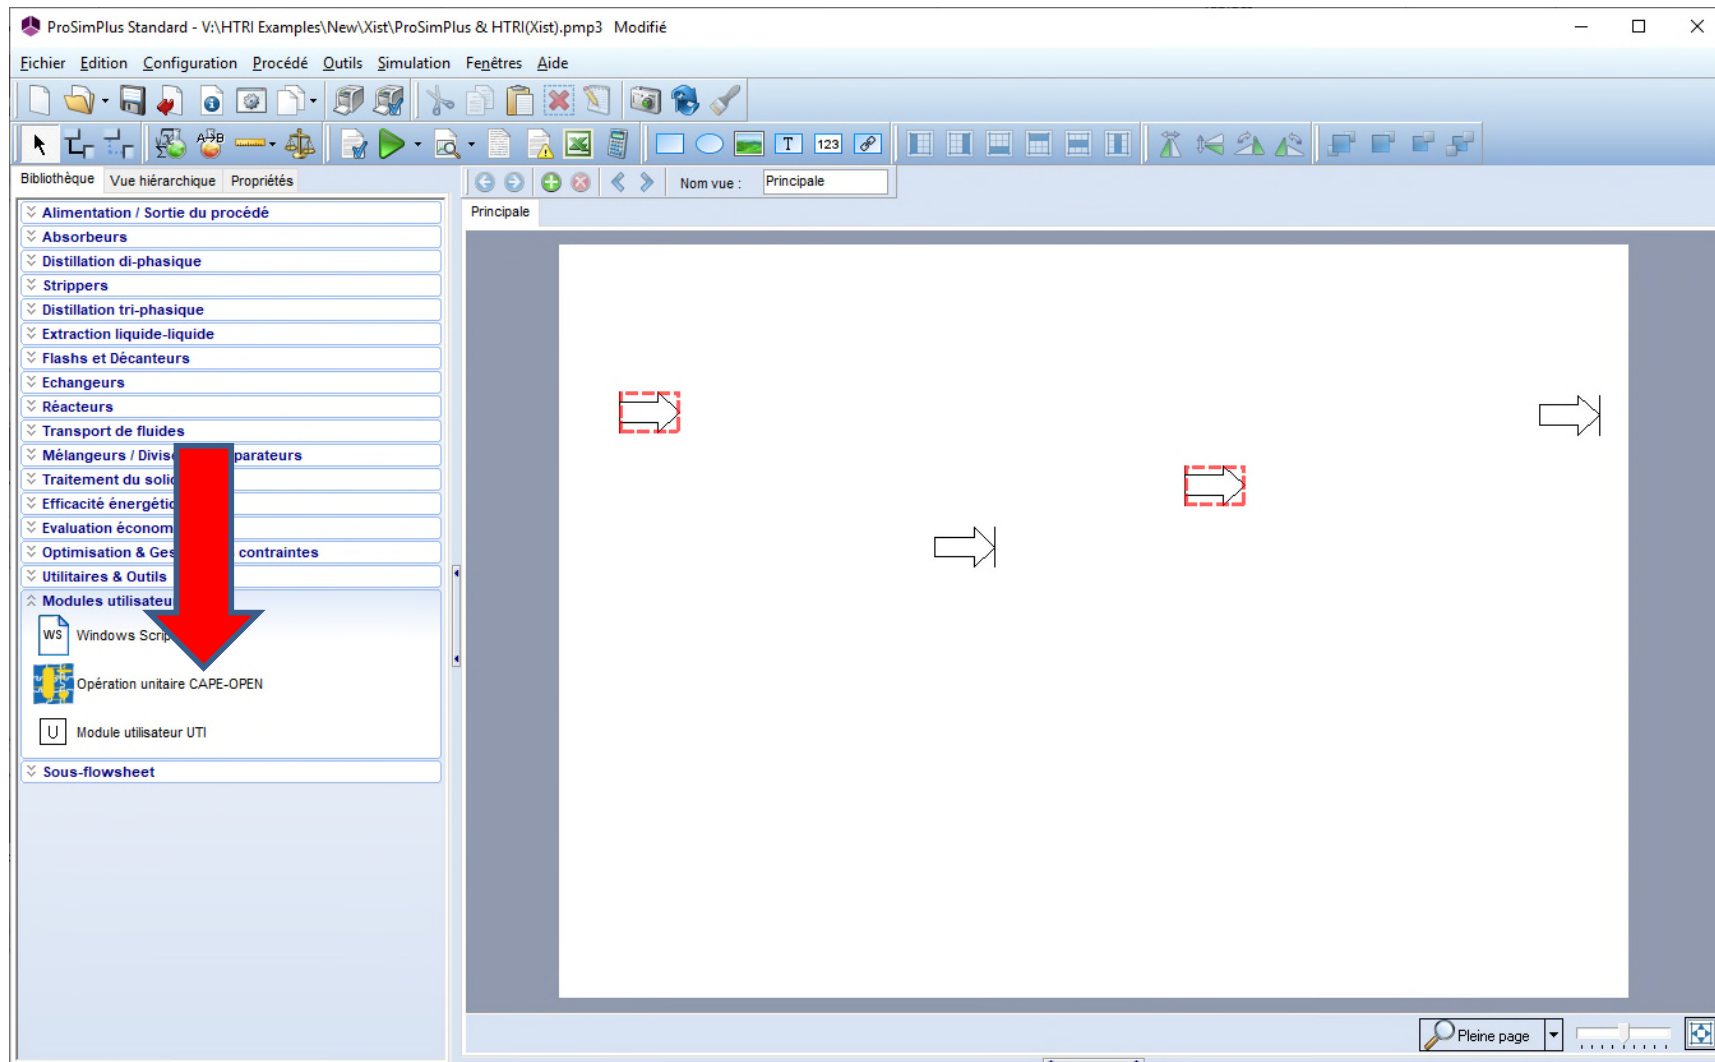 ProSimPlus Standard - V:\HTRI Examples\New\Xist\ProSimPlus & HTRI(Xist).pmp3 Modifié
Fichier Edition Configuration Procédé Outils Simulation Fenêtres Aide
A B
T 123
Bibliothèque Vue hiérarchique Propriétés
Nom vue : Principale
Principale
Alimentation / Sortie du procédé
Absorbeurs
Distillation di-phasique
Strippers
Distillation tri-phasique
Extraction liquide-liquide
Flashs et Décanteurs
Echangeurs
Réacteurs
Transport de fluides
Mélangeurs / Divis parateurs
Traitement du soli
Efficacité énergéti
Evaluation éconon
Optimisation & Ges contraintes
Utilitaires & Outils
Modules utilisateu
WS Windows Scrip
Opération unitaire CAPE-OPEN
U Module utilisateur UTI
Sous-flowsheet
Pleine page